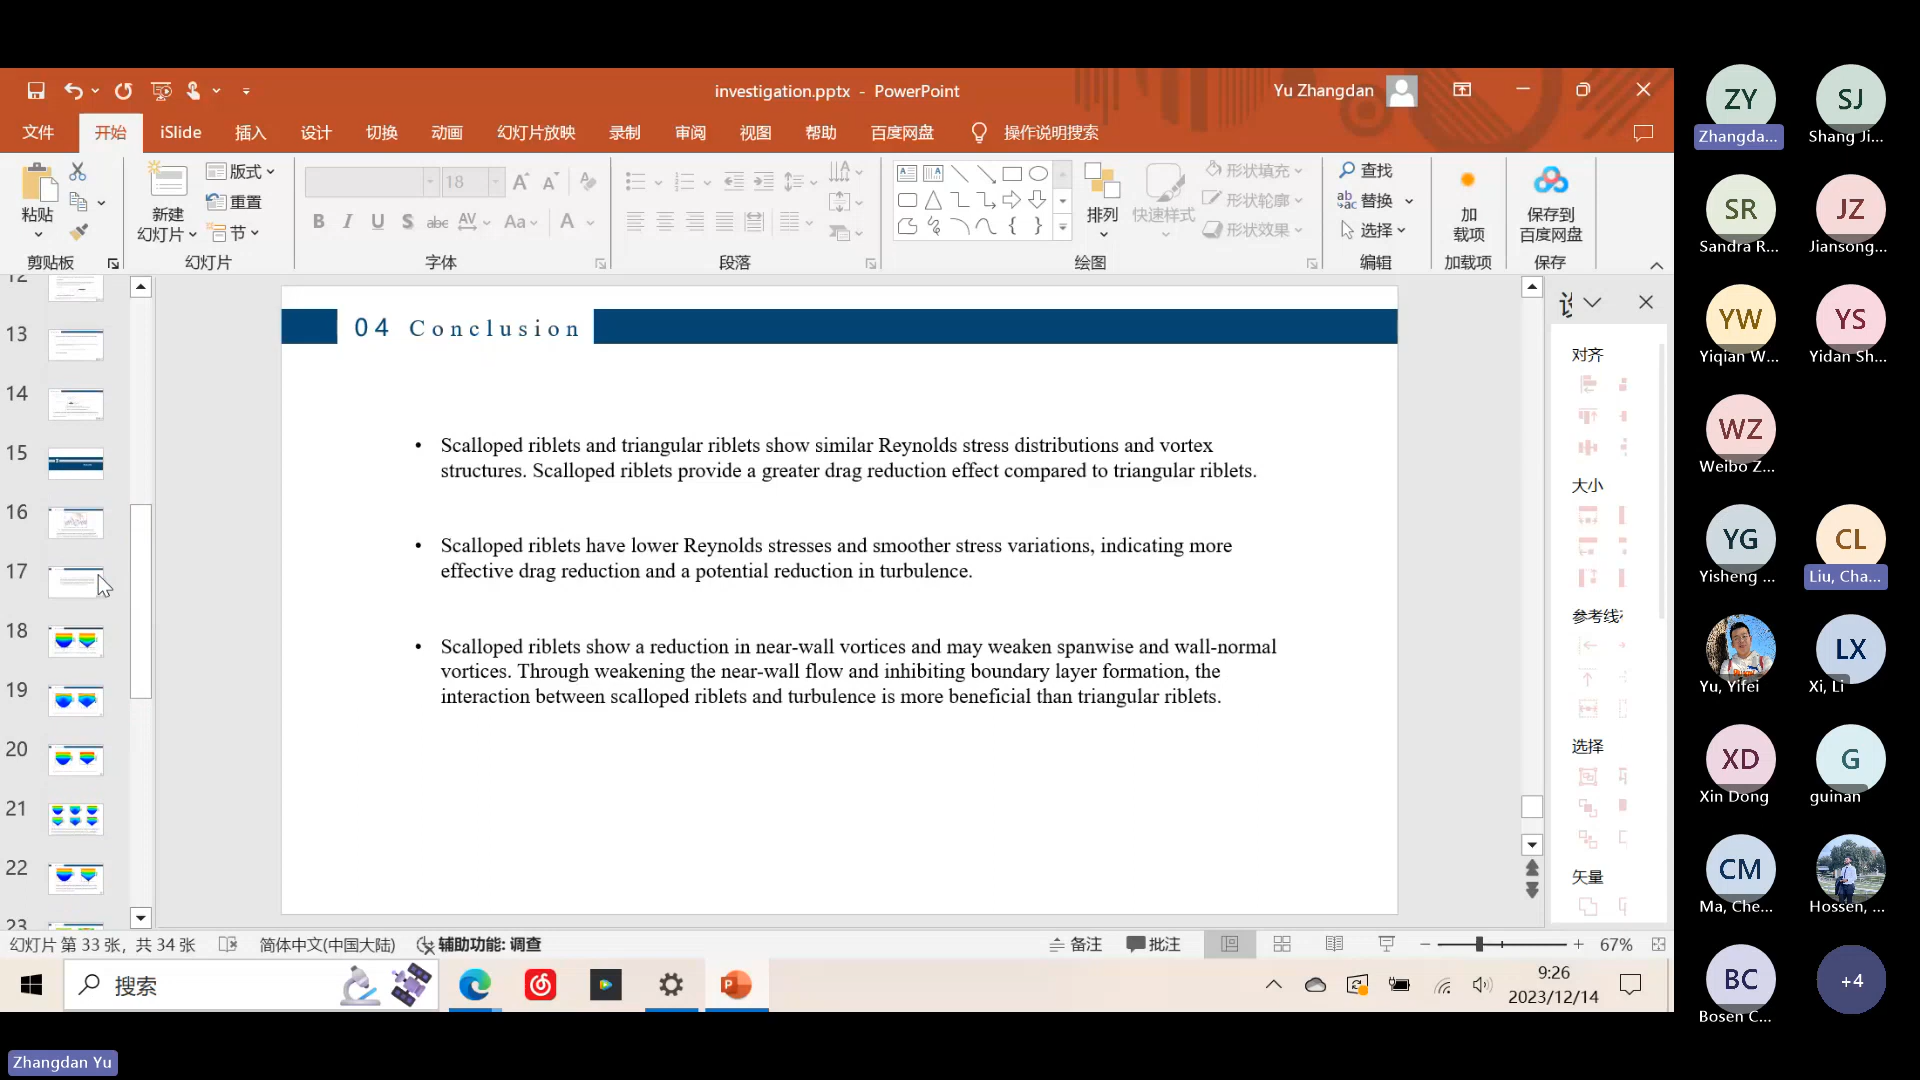 investigation.pptx - PowerPoint
Yu Zhangdan
文件
开始
iSlide
插入
设计
切换
动画
幻灯片放映
录制
审阅
视图
帮助
百度网盘
操作说明搜索
粘贴
剪贴板
新建
幻灯片
版式
重置
节
幻灯片
18
字体
段落
排列
快速样式
形状填充
形状轮廓
形状效果
绘图
查找
替换
选择
编辑
加
载项
加载项
保存到
百度网盘
保存
12
13
14
15
16
17
18
19
20
21
22
23
04 Conclusion
• Scalloped riblets and triangular riblets show similar Reynolds stress distributions and vortex
structures. Scalloped riblets provide a greater drag reduction effect compared to triangular riblets.
• Scalloped riblets have lower Reynolds stresses and smoother stress variations, indicating more
effective drag reduction and a potential reduction in turbulence.
• Scalloped riblets show a reduction in near-wall vortices and may weaken spanwise and wall-normal
vortices. Through weakening the near-wall flow and inhibiting boundary layer formation, the
interaction between scalloped riblets and turbulence is more beneficial than triangular riblets.
对齐
大小
参考线
选择
矢量
幻灯片 第 33 张，共 34 张
简体中文(中国大陆)
辅助功能: 调查
备注
批注
67%
搜索
9:26
2023/12/14
ZY
Zhangda...
SJ
Shang Ji...
SR
Sandra R...
JZ
Jiansong...
YW
Yiqian W...
YS
Yidan Sh...
WZ
Weibo Z...
YG
Yisheng ...
CL
Liu, Cha...
Yu, Yifei
LX
Xi, Li
XD
Xin Dong
G
guinan
CM
Ma, Che...
Hossen, ...
BC
Bosen C...
+4
Zhangdan Yu